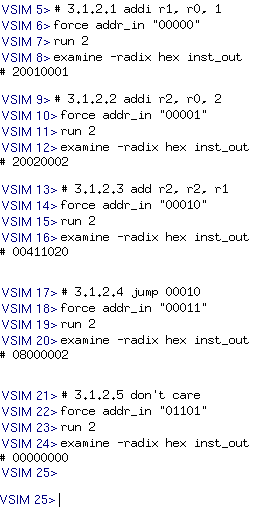 VSIM 5> # 3.1.2.1 addi r1, r0, 1
VSIM 6> force addr_in "00000"
VSIM 7> run 2
VSIM 8> examine -radix hex inst_out
# 20010001
VSIM 9> # 3.1.2.2 addi r2, r0, 2
VSIM 10> force addr_in "00001"
VSIM 11> run 2
VSIM 12> examine -radix hex inst_out
# 20020002
VSIM 13> # 3.1.2.3 add r2, r2, r1
VSIM 14> force addr_in "00010"
VSIM 15> run 2
VSIM 16> examine -radix hex inst_out
# 00411020
VSIM 17> # 3.1.2.4 jump 00010
VSIM 18> force addr_in "00011"
VSIM 19> run 2
VSIM 20> examine -radix hex inst_out
# 08000002
VSIM 21> # 3.1.2.5 don't care
VSIM 22> force addr_in "01101"
VSIM 23> run 2
VSIM 24> examine -radix hex inst_out
# 00000000
VSIM 25>
VSIM 25>